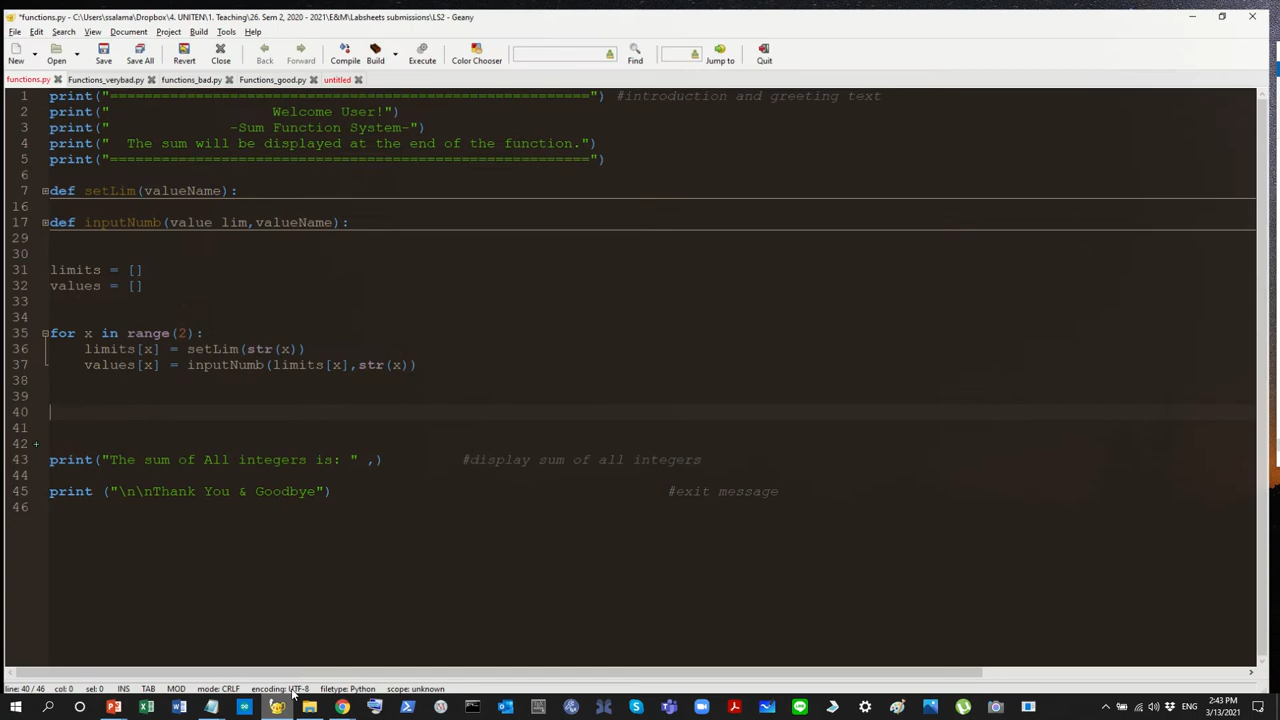 *functions.py - C:\Users\ssalama\Dropbox\4. UNITEN\1. Teaching\26. Sem 2, 2020 - 2021\E&M\Labsheets submissions\LS2 - Geany
File Edit Search View Document Project Build Tools Help
New Open Save Save All Revert Close Back Forward Compile Build Execute Color Chooser Find Jump to Quit
functions.py Functions_verybad.py functions_bad.py Functions_good.py untitled
1 print("========================================================") #introduction and greeting text
2 print("                   Welcome User!")
3 print("              -Sum Function System-")
4 print("  The sum will be displayed at the end of the function.")
5 print("========================================================")
6
7 def setLim(valueName):
16
17 def inputNumb(value lim,valueName):
29
30
31 limits = []
32 values = []
33
34
35 for x in range(2):
36     limits[x] = setLim(str(x))
37     values[x] = inputNumb(limits[x],str(x))
38
39
40
41
42 +
43 print("The sum of All integers is: " ,) #display sum of all integers
44
45 print ("\n\nThank You & Goodbye") #exit message
46
line: 40 / 46 col: 0 sel: 0 INS TAB MOD mode: CRLF encoding: UTF-8 filetype: Python scope: unknown
2:43 PM
3/13/2021